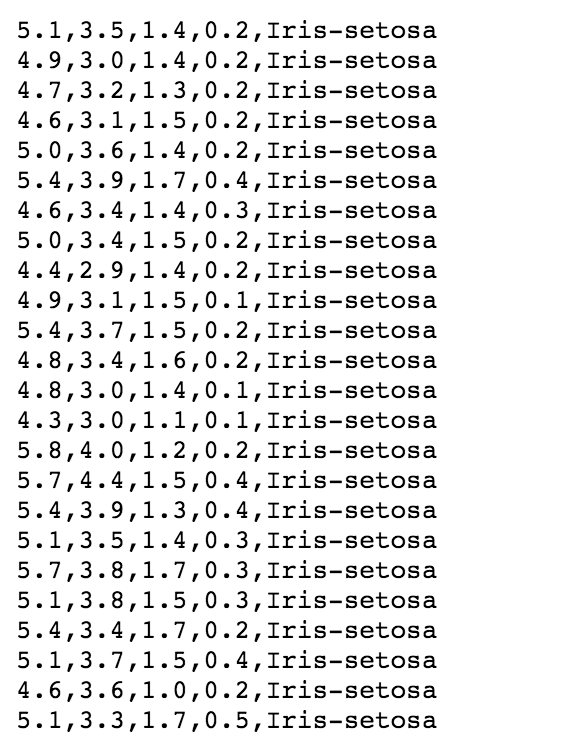 5.1,3.5,1.4,0.2,Iris-setosa
4.9,3.0,1.4,0.2,Iris-setosa
4.7,3.2,1.3,0.2,Iris-setosa
4.6,3.1,1.5,0.2,Iris-setosa
5.0,3.6,1.4,0.2,Iris-setosa
5.4,3.9,1.7,0.4,Iris-setosa
4.6,3.4,1.4,0.3,Iris-setosa
5.0,3.4,1.5,0.2,Iris-setosa
4.4,2.9,1.4,0.2,Iris-setosa
4.9,3.1,1.5,0.1,Iris-setosa
5.4,3.7,1.5,0.2,Iris-setosa
4.8,3.4,1.6,0.2,Iris-setosa
4.8,3.0,1.4,0.1,Iris-setosa
4.3,3.0,1.1,0.1,Iris-setosa
5.8,4.0,1.2,0.2,Iris-setosa
5.7,4.4,1.5,0.4,Iris-setosa
5.4,3.9,1.3,0.4,Iris-setosa
5.1,3.5,1.4,0.3,Iris-setosa
5.7,3.8,1.7,0.3,Iris-setosa
5.1,3.8,1.5,0.3,Iris-setosa
5.4,3.4,1.7,0.2,Iris-setosa
5.1,3.7,1.5,0.4,Iris-setosa
4.6,3.6,1.0,0.2,Iris-setosa
5.1,3.3,1.7,0.5,Iris-setosa